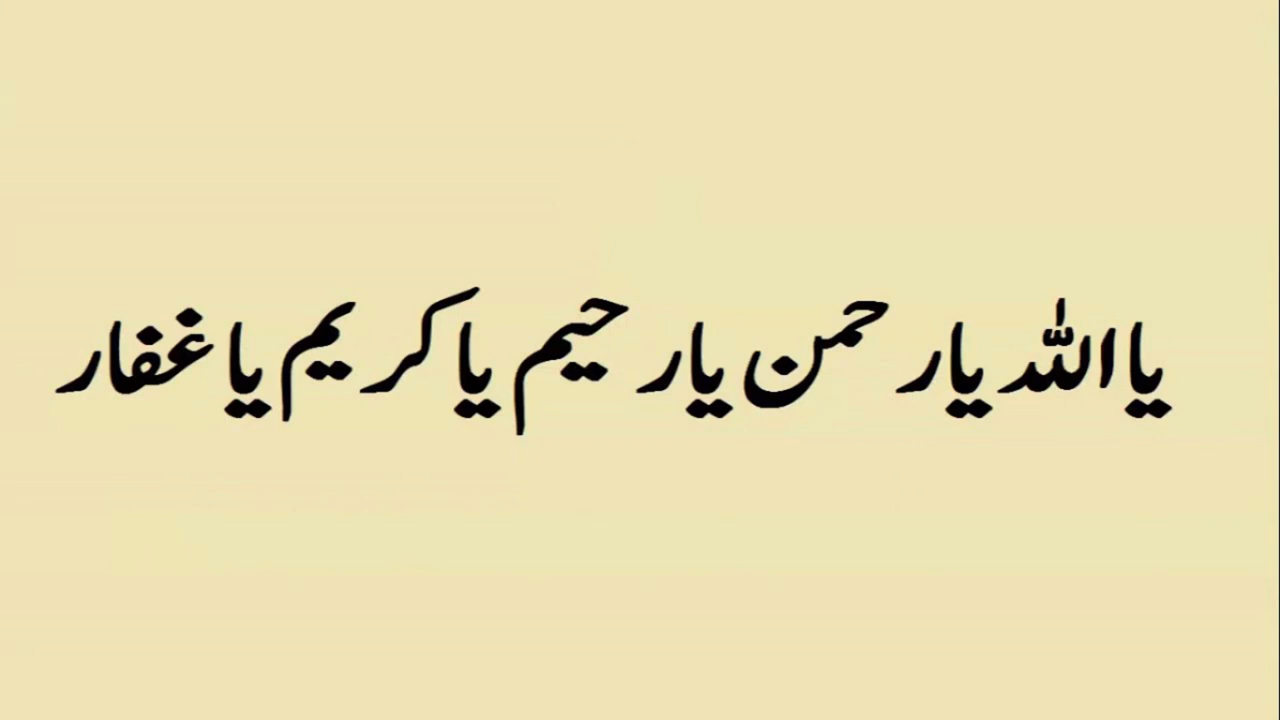 یا اللہ یا رحمن یا رحیم یا کریم یا غفار